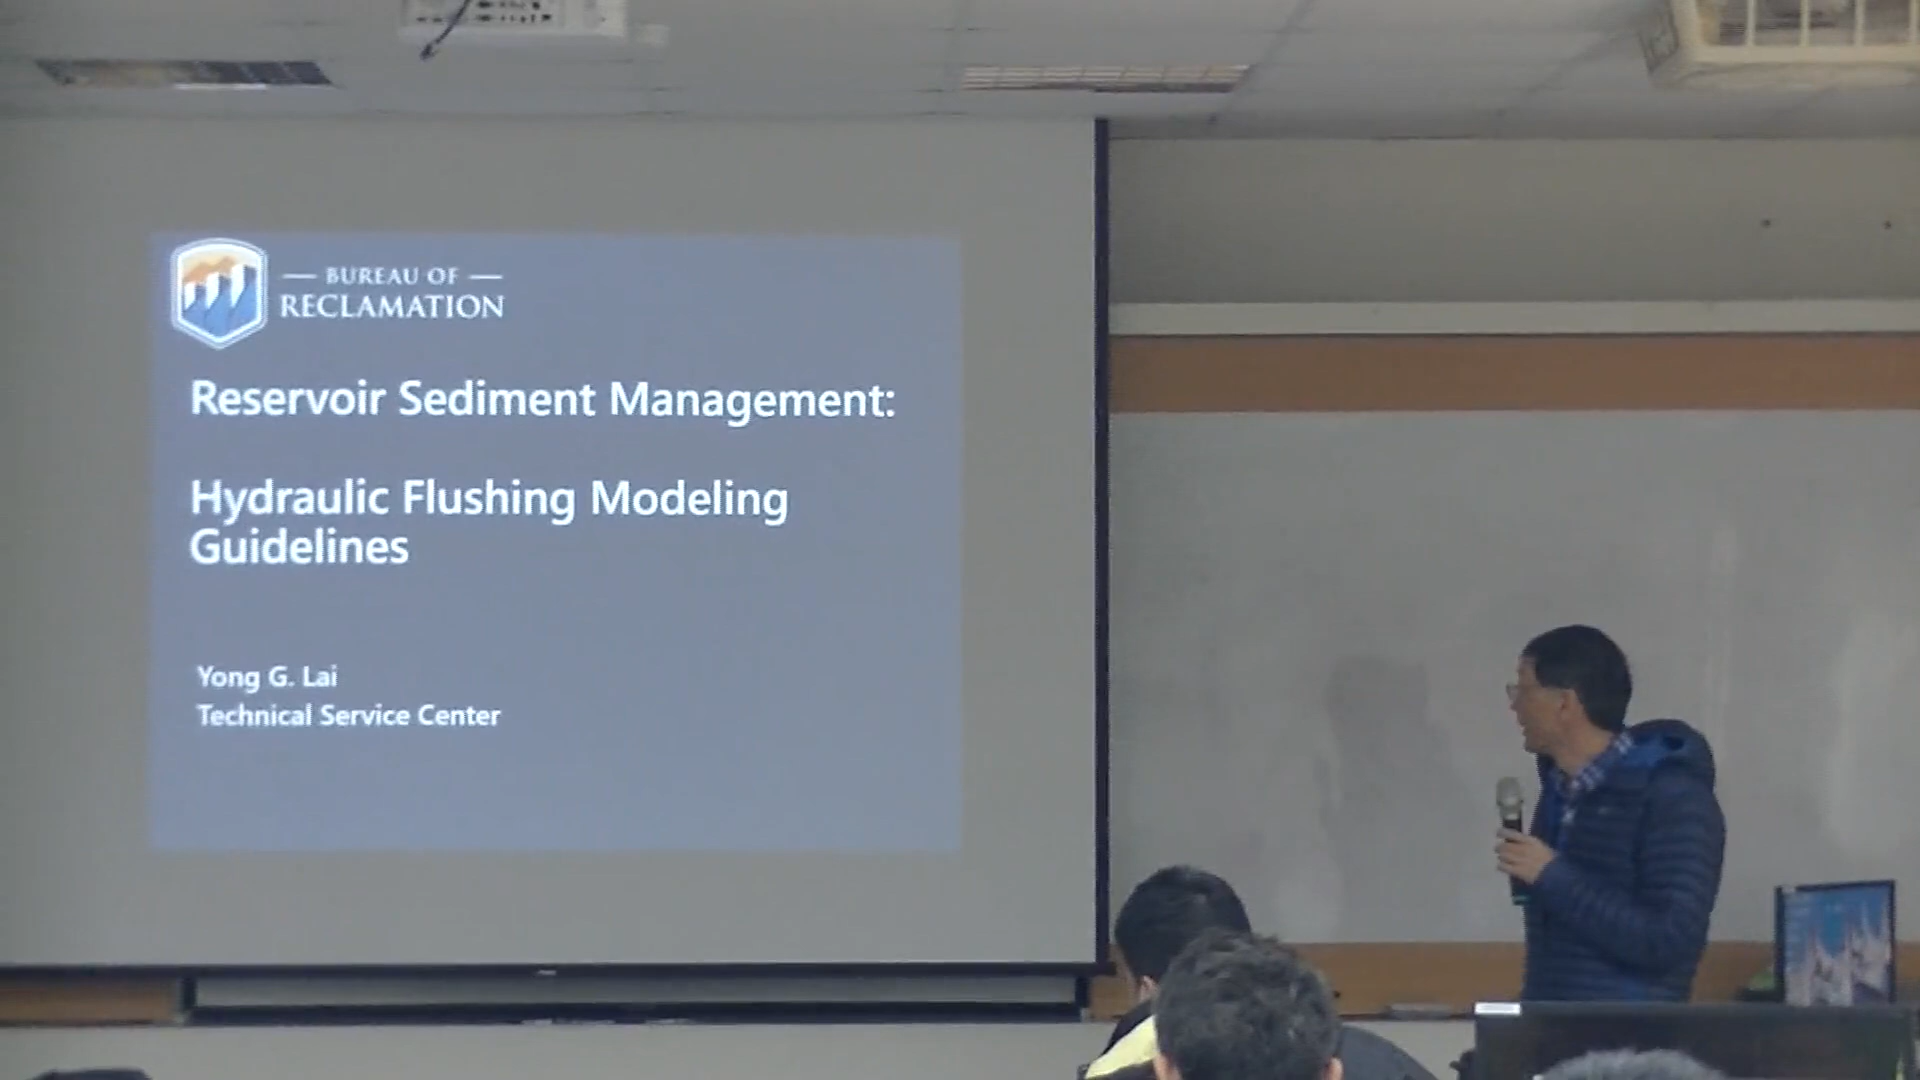 BUREAU OF
RECLAMATION
Reservoir Sediment Management:
Hydraulic Flushing Modeling
Guidelines
Yong G. Lai
Technical Service Center